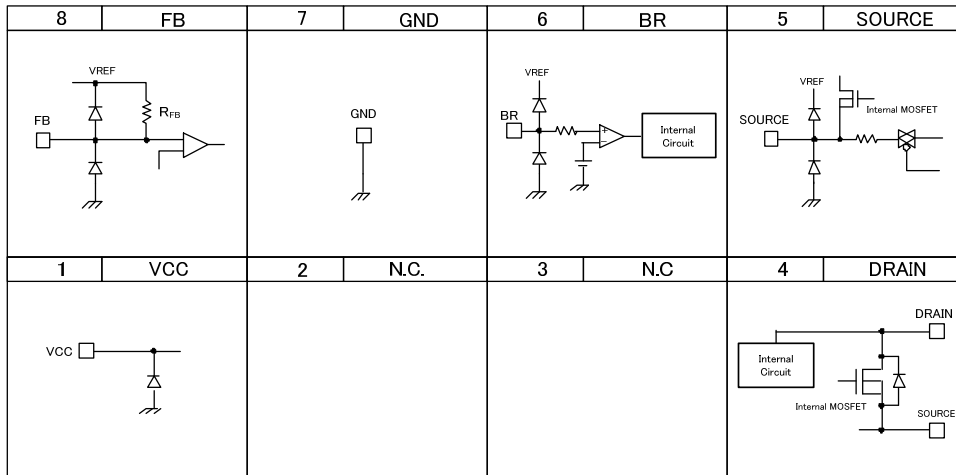 8 FB 7 GND 6 BR 5 SOURCE
VREF
FB
RFB
GND
VREF
BR
+
−
Internal
Circuit
VREF
Internal MOSFET
SOURCE
1 VCC 2 N.C. 3 N.C 4 DRAIN
VCC
DRAIN
Internal
Circuit
Internal MOSFET
SOURCE